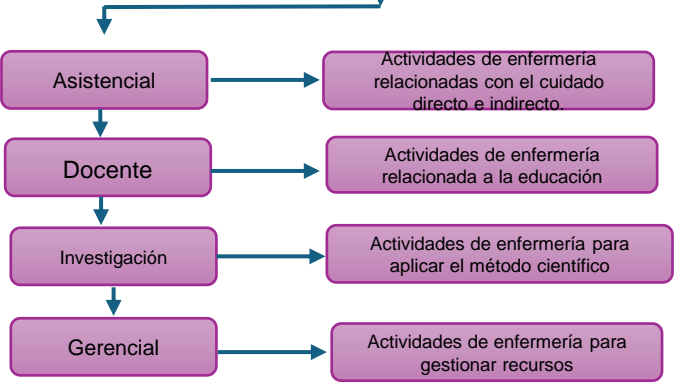 Asistencial
Actividades de enfermería
relacionadas con el cuidado
directo e indirecto.
Docente
Actividades de enfermería
relacionada a la educación
Investigación
Actividades de enfermería para
aplicar el método científico
Gerencial
Actividades de enfermería para
gestionar recursos